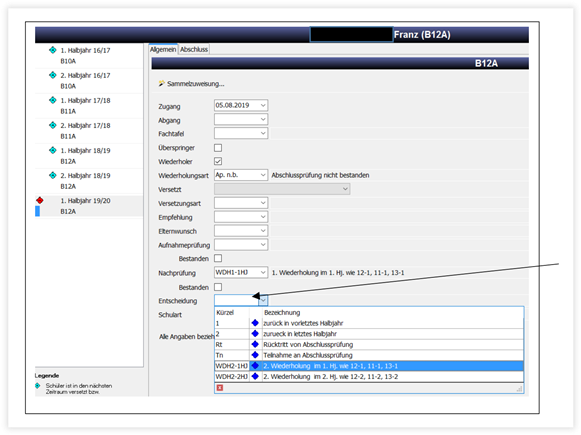 Franz (B12A)
1. Halbjahr 16/17
B10A
2. Halbjahr 16/17
B10A
1. Halbjahr 17/18
B11A
2. Halbjahr 17/18
B11A
1. Halbjahr 18/19
B12A
2. Halbjahr 18/19
B12A
1. Halbjahr 19/20
B12A
Legende
Schüler ist in den nächsten
Zeitraum versetzt bzw.
Allgemein Abschluss
B12A
Sammelzuweisung...
Zugang 05.08.2019
Abgang
Fachtafel
Überspringer
Wiederholer
Wiederholungsart Ap. n.b. Abschlussprüfung nicht bestanden
Versetzt
Versetzungsart
Empfehlung
Elternwunsch
Aufnahmeprüfung
Bestanden
Nachprüfung WDH1-1HJ 1. Wiederholung im 1. Hj. wie 12-1, 11-1, 13-1
Bestanden
Entscheidung
Schulart
Alle Angaben bezieh
Kürzel Bezeichnung
1 zurück in vorletztes Halbjahr
2 zurueck in letztes Halbjahr
Rt Rücktritt von Abschlussprüfung
Tn Teilnahme an Abschlussprüfung
WDH2-1HJ 2. Wiederholung im 1. Hj. wie 12-1, 11-1, 13-1
WDH2-2HJ 2. Wiederholung im 2. Hj. wie 12-2, 11-2, 13-2